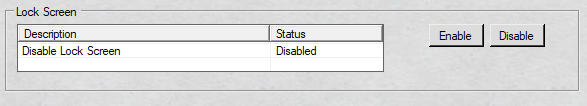 Lock Screen
Description Status
Disable Lock Screen Disabled
Enable Disable